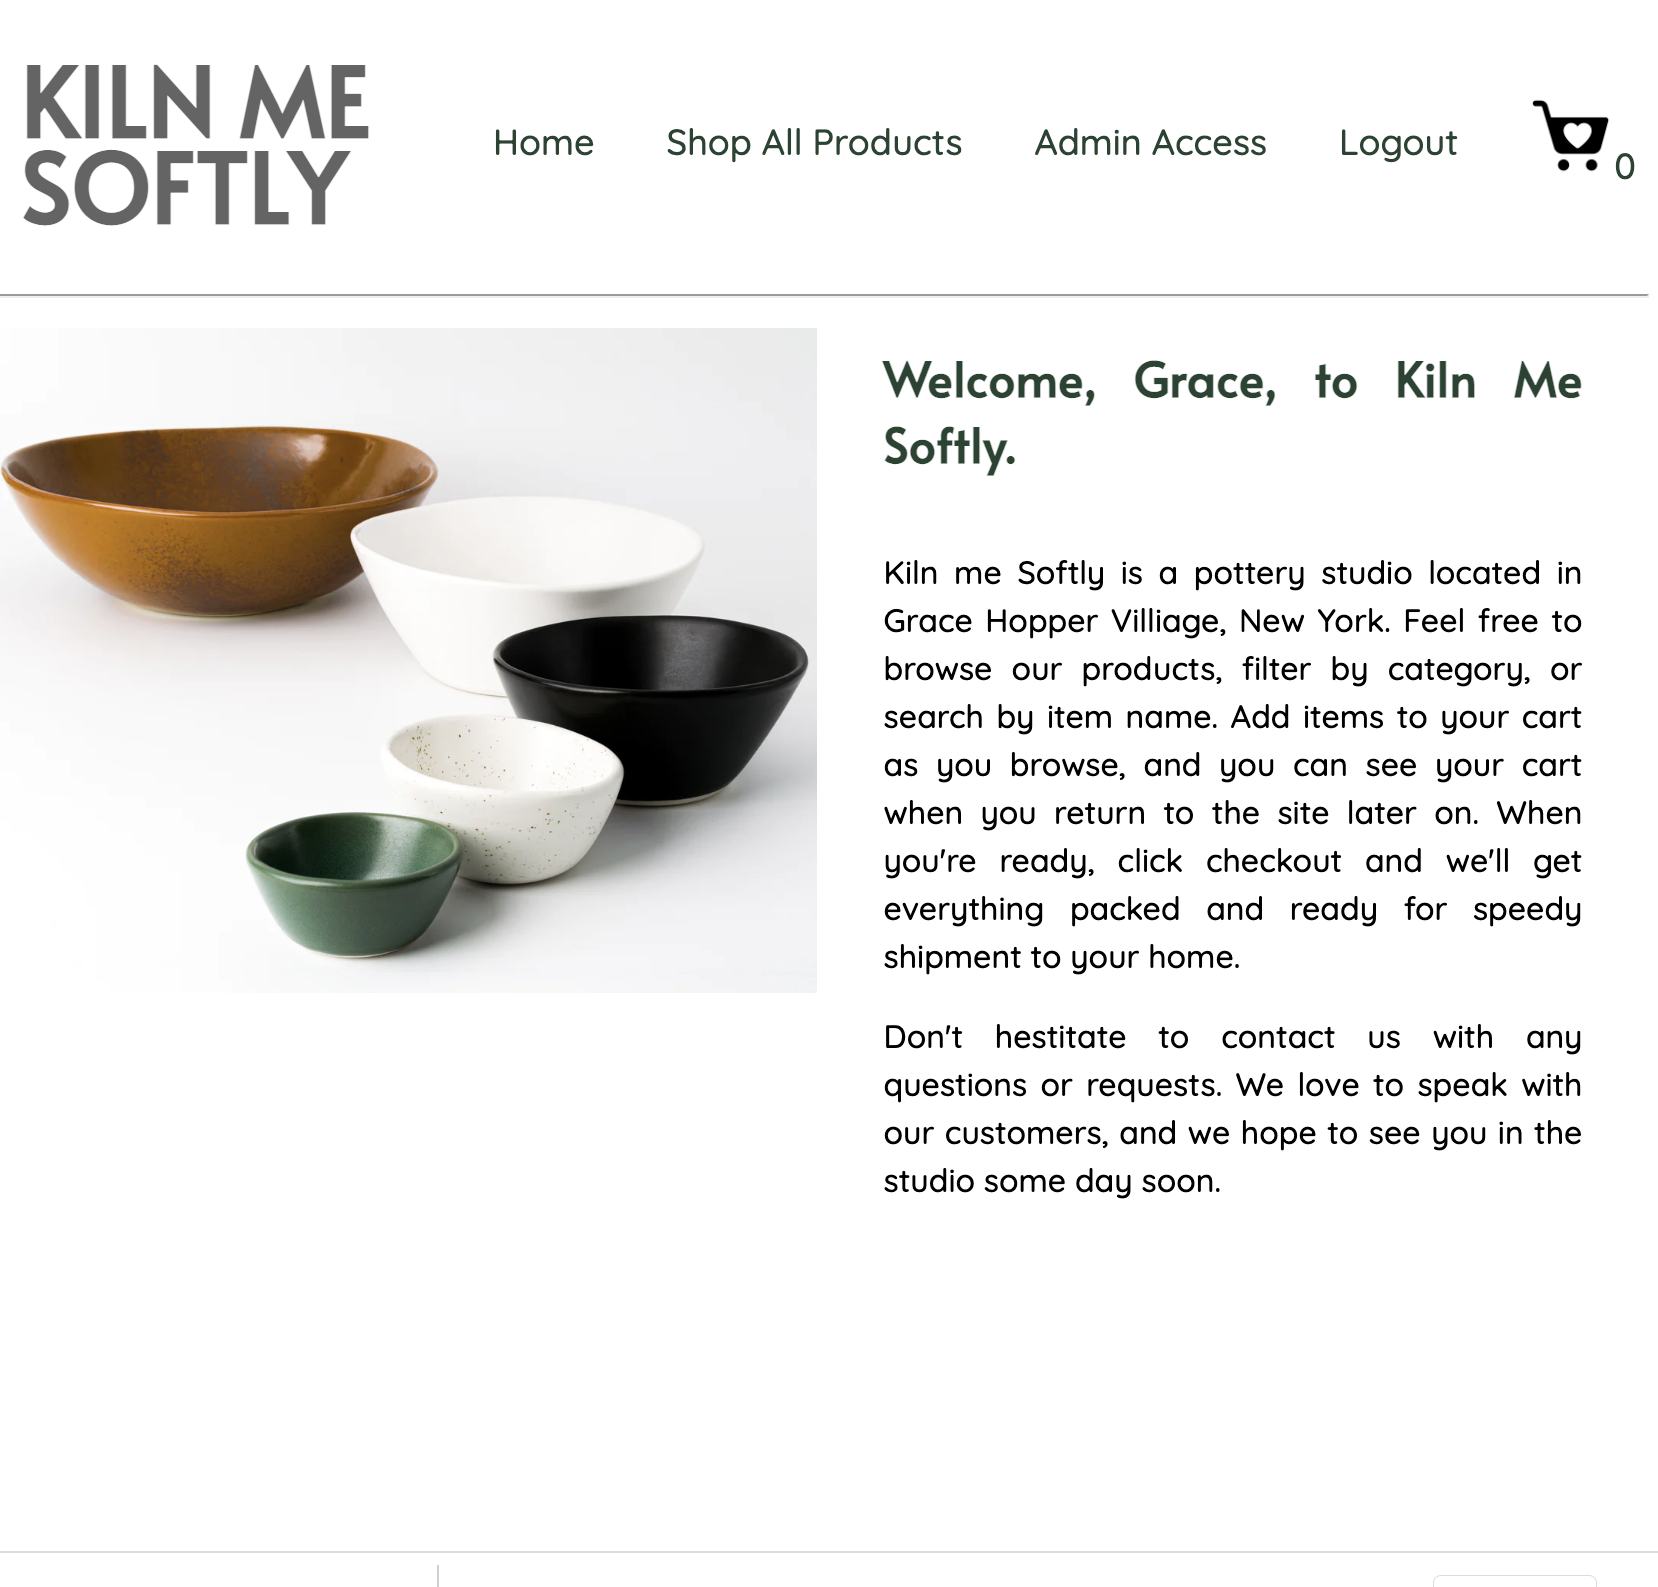 KILN ME
SOFTLY
Home Shop All Products Admin Access Logout 0
Welcome, Grace, to Kiln Me
Softly.
Kiln me Softly is a pottery studio located in
Grace Hopper Villiage, New York. Feel free to
browse our products, filter by category, or
search by item name. Add items to your cart
as you browse, and you can see your cart
when you return to the site later on. When
you're ready, click checkout and we'll get
everything packed and ready for speedy
shipment to your home.
Don't hestitate to contact us with any
questions or requests. We love to speak with
our customers, and we hope to see you in the
studio some day soon.